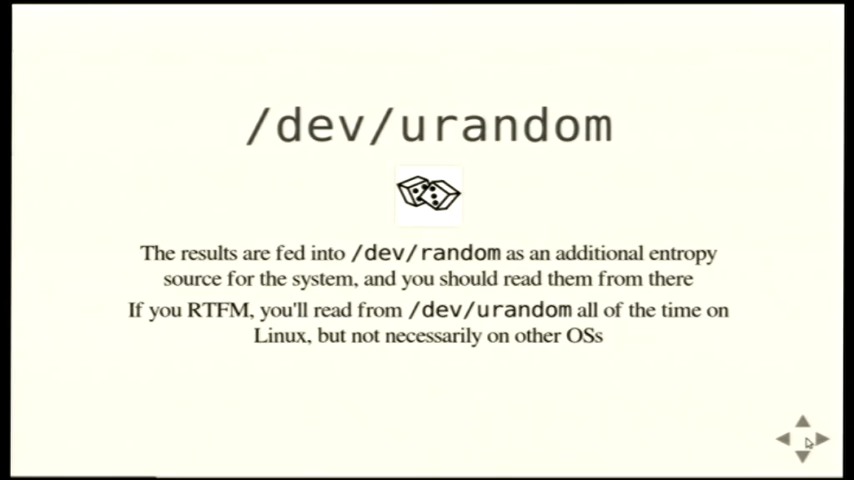 /dev/urandom
The results are fed into /dev/random as an additional entropy
source for the system, and you should read them from there
If you RTFM, you'll read from /dev/urandom all of the time on
Linux, but not necessarily on other OSs